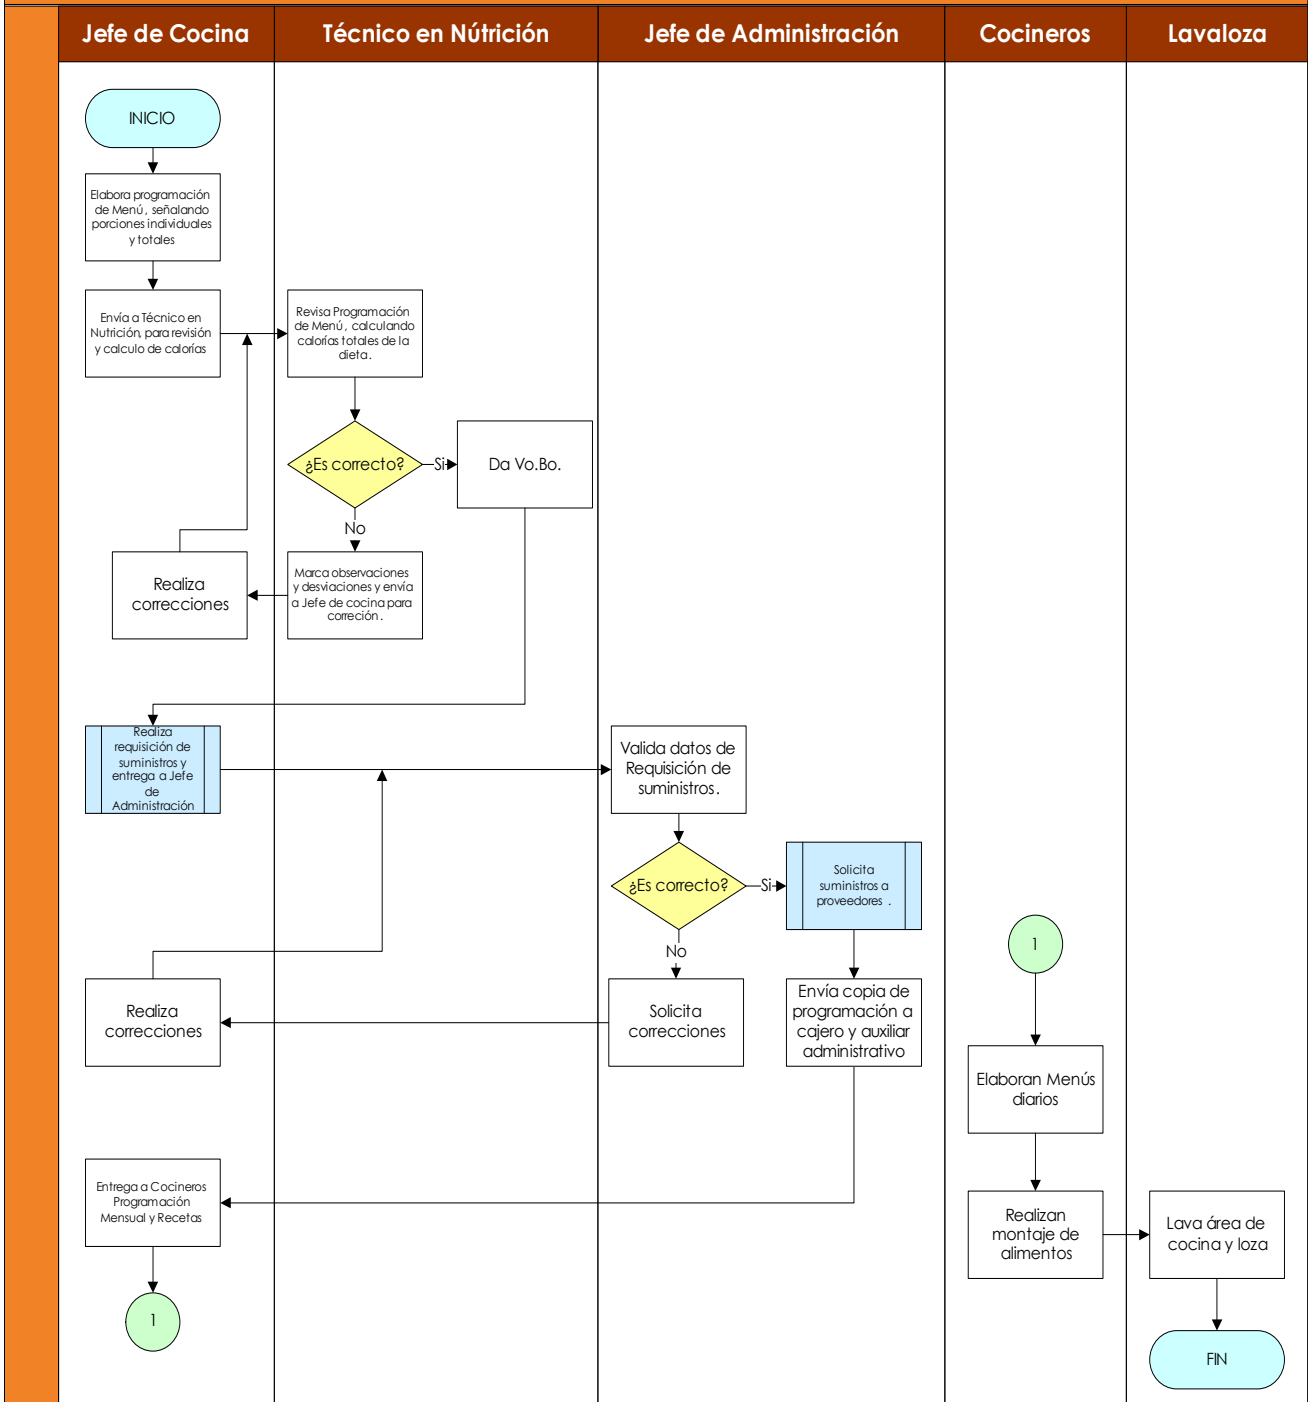 Jefe de Cocina
Técnico en Nútrición
Jefe de Administración
Cocineros
Lavaloza
INICIO
Elabora programación
de Menú, señalando
porciones individuales
y totales
Envía a Técnico en
Nutrición, para revisión
y calculo de calorías
Revisa Programación
de Menú, calculando
calorías totales de la
dieta.
¿Es correcto?
Si
Da Vo.Bo.
No
Marca observaciones
y desviaciones y envía
a Jefe de cocina para
correción.
Realiza
correcciones
Realiza
requisición de
suministros y
entrega a Jefe
de
Administración
Valida datos de
Requisición de
suministros.
¿Es correcto?
Si
Solicita
suministros a
proveedores.
No
Solicita
correcciones
Realiza
correcciones
Envía copia de
programación a
cajero y auxiliar
administrativo
Entrega a Cocineros
Programación
Mensual y Recetas
1
1
Elaboran Menús
diarios
Realizan
montaje de
alimentos
Lava área de
cocina y loza
FIN